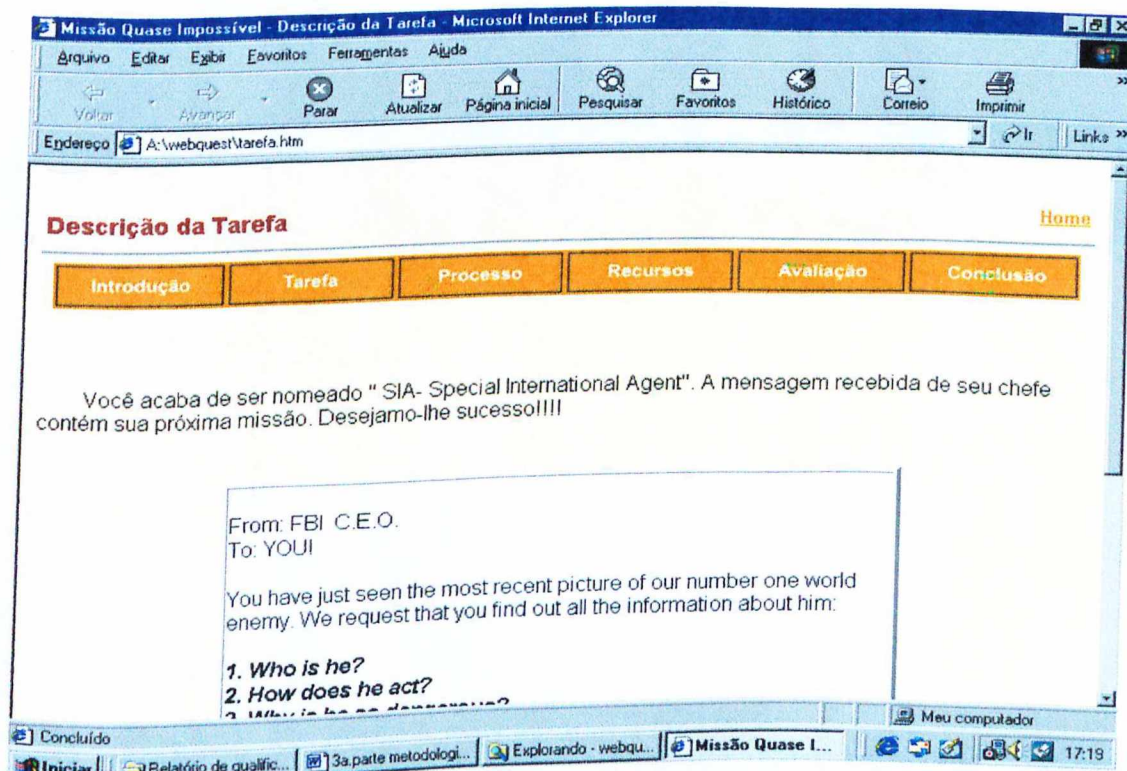 Missão Quase Impossível - Descrição da Tarefa - Microsoft Internet Explorer
Arquivo Editar Exibir Favoritos Ferramentas Ajuda
Voltar Avançar Parar Atualizar Página inicial Pesquisar Favoritos Histórico Correio Imprimir »
Endereço A:\webquest\tarefa.htm Ir Links »
Descrição da Tarefa Home
Introdução Tarefa Processo Recursos Avaliação Conclusão
Você acaba de ser nomeado " SIA- Special International Agent". A mensagem recebida de seu chefe
contém sua próxima missão. Desejamo-lhe sucesso!!!!
From: FBI C.E.O.
To: YOU!
You have just seen the most recent picture of our number one world
enemy. We request that you find out all the information about him:
1. Who is he?
2. How does he act?
3. Why is he so dangerous?
Concluído Meu computador
Iniciar Relatório de qualific... 3a.parte metodologi... Explorando - webqu... Missão Quase I... 17:19